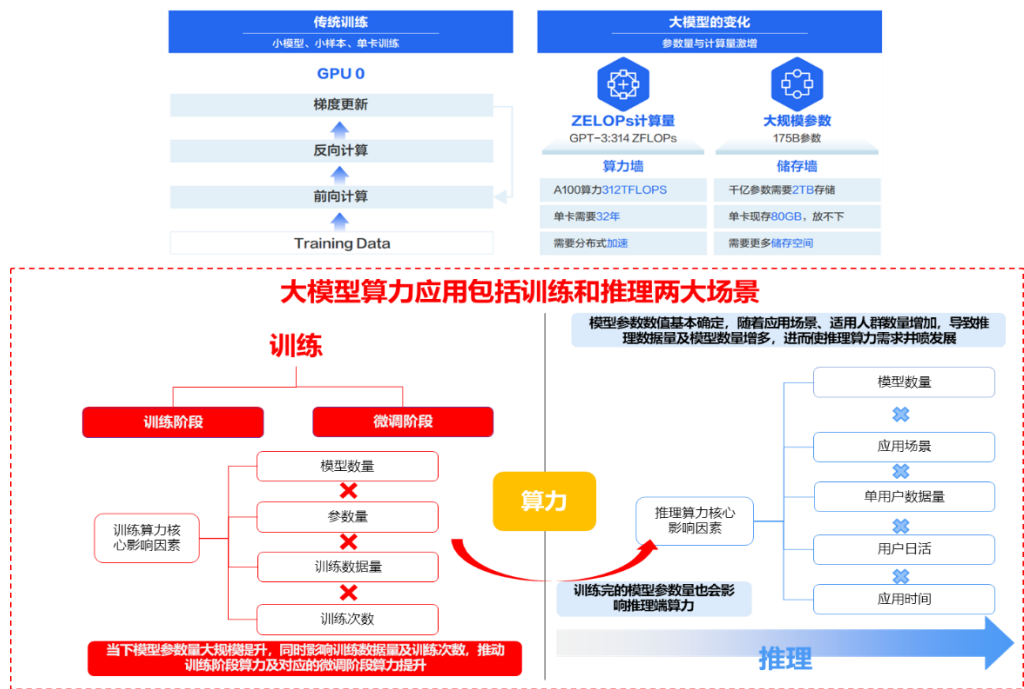 传统训练
小模型、小样本、单卡训练
GPU 0
梯度更新
反向计算
前向计算
Training Data
大模型的变化
参数量与计算量激增
ZELOPs计算量
GPT-3:314 ZFLOPs
算力墙
A100算力312TFLOPS
单卡需要32年
需要分布式加速
大规模参数
175B参数
储存墙
千亿参数需要2TB存储
单卡现存80GB，放不下
需要更多储存空间
大模型算力应用包括训练和推理两大场景
训练
训练阶段
微调阶段
训练算力核
心影响因素
模型数量
参数量
训练数据量
训练次数
当下模型参数量大规模提升，同时影响训练数据量及训练次数，推动
训练阶段算力及对应的微调阶段算力提升
算力
模型参数数值基本确定，随着应用场景、适用人群数量增加，导致推
理数据量及模型数量增多，进而使推理算力需求井喷发展
推理算力核心
影响因素
模型数量
应用场景
单用户数据量
用户日活
应用时间
训练完的模型参数量也会影
响推理端算力
推理